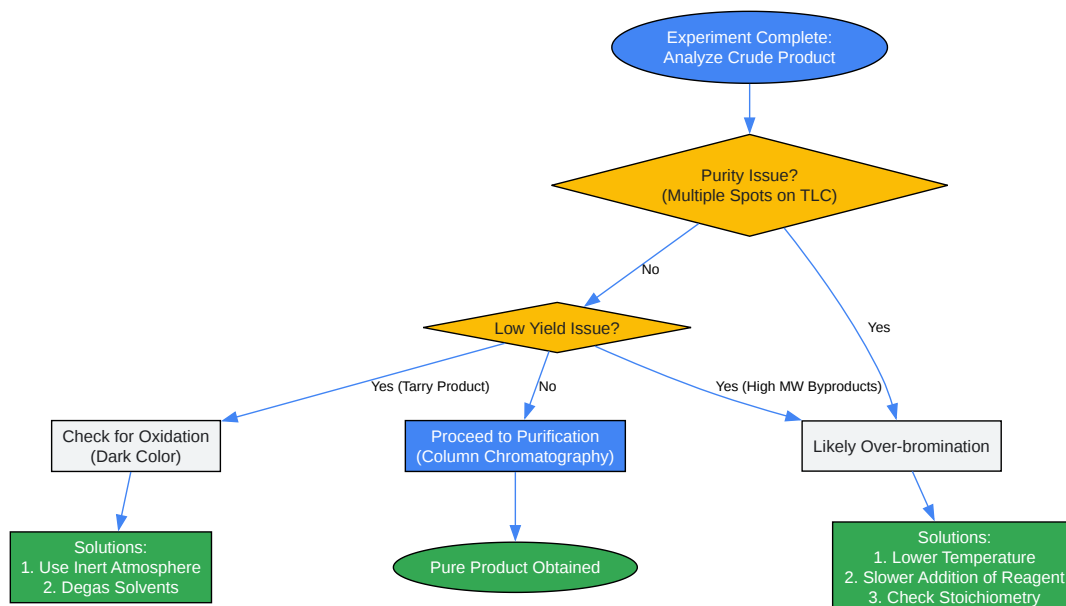 Experiment Complete:
Analyze Crude Product
Purity Issue?
(Multiple Spots on TLC)
No
Yes
Low Yield Issue?
Yes (Tarry Product)
No
Yes (High MW Byproducts)
Check for Oxidation
(Dark Color)
Proceed to Purification
(Column Chromatography)
Likely Over-bromination
Solutions:
1. Use Inert Atmosphere
2. Degas Solvents
Pure Product Obtained
Solutions:
1. Lower Temperature
2. Slower Addition of Reagent
3. Check Stoichiometry